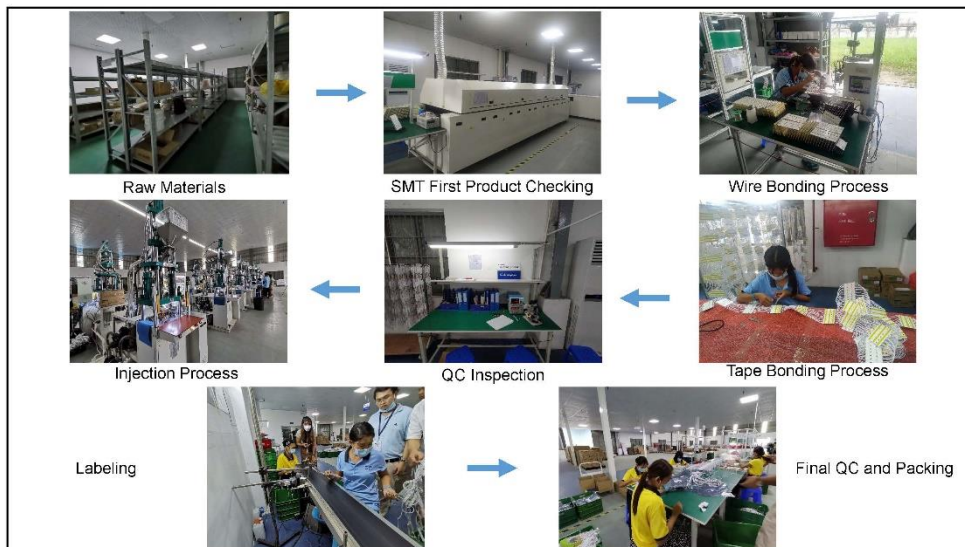 Raw Materials
SMT First Product Checking
Wire Bonding Process
Injection Process
QC Inspection
Tape Bonding Process
Labeling
Final QC and Packing